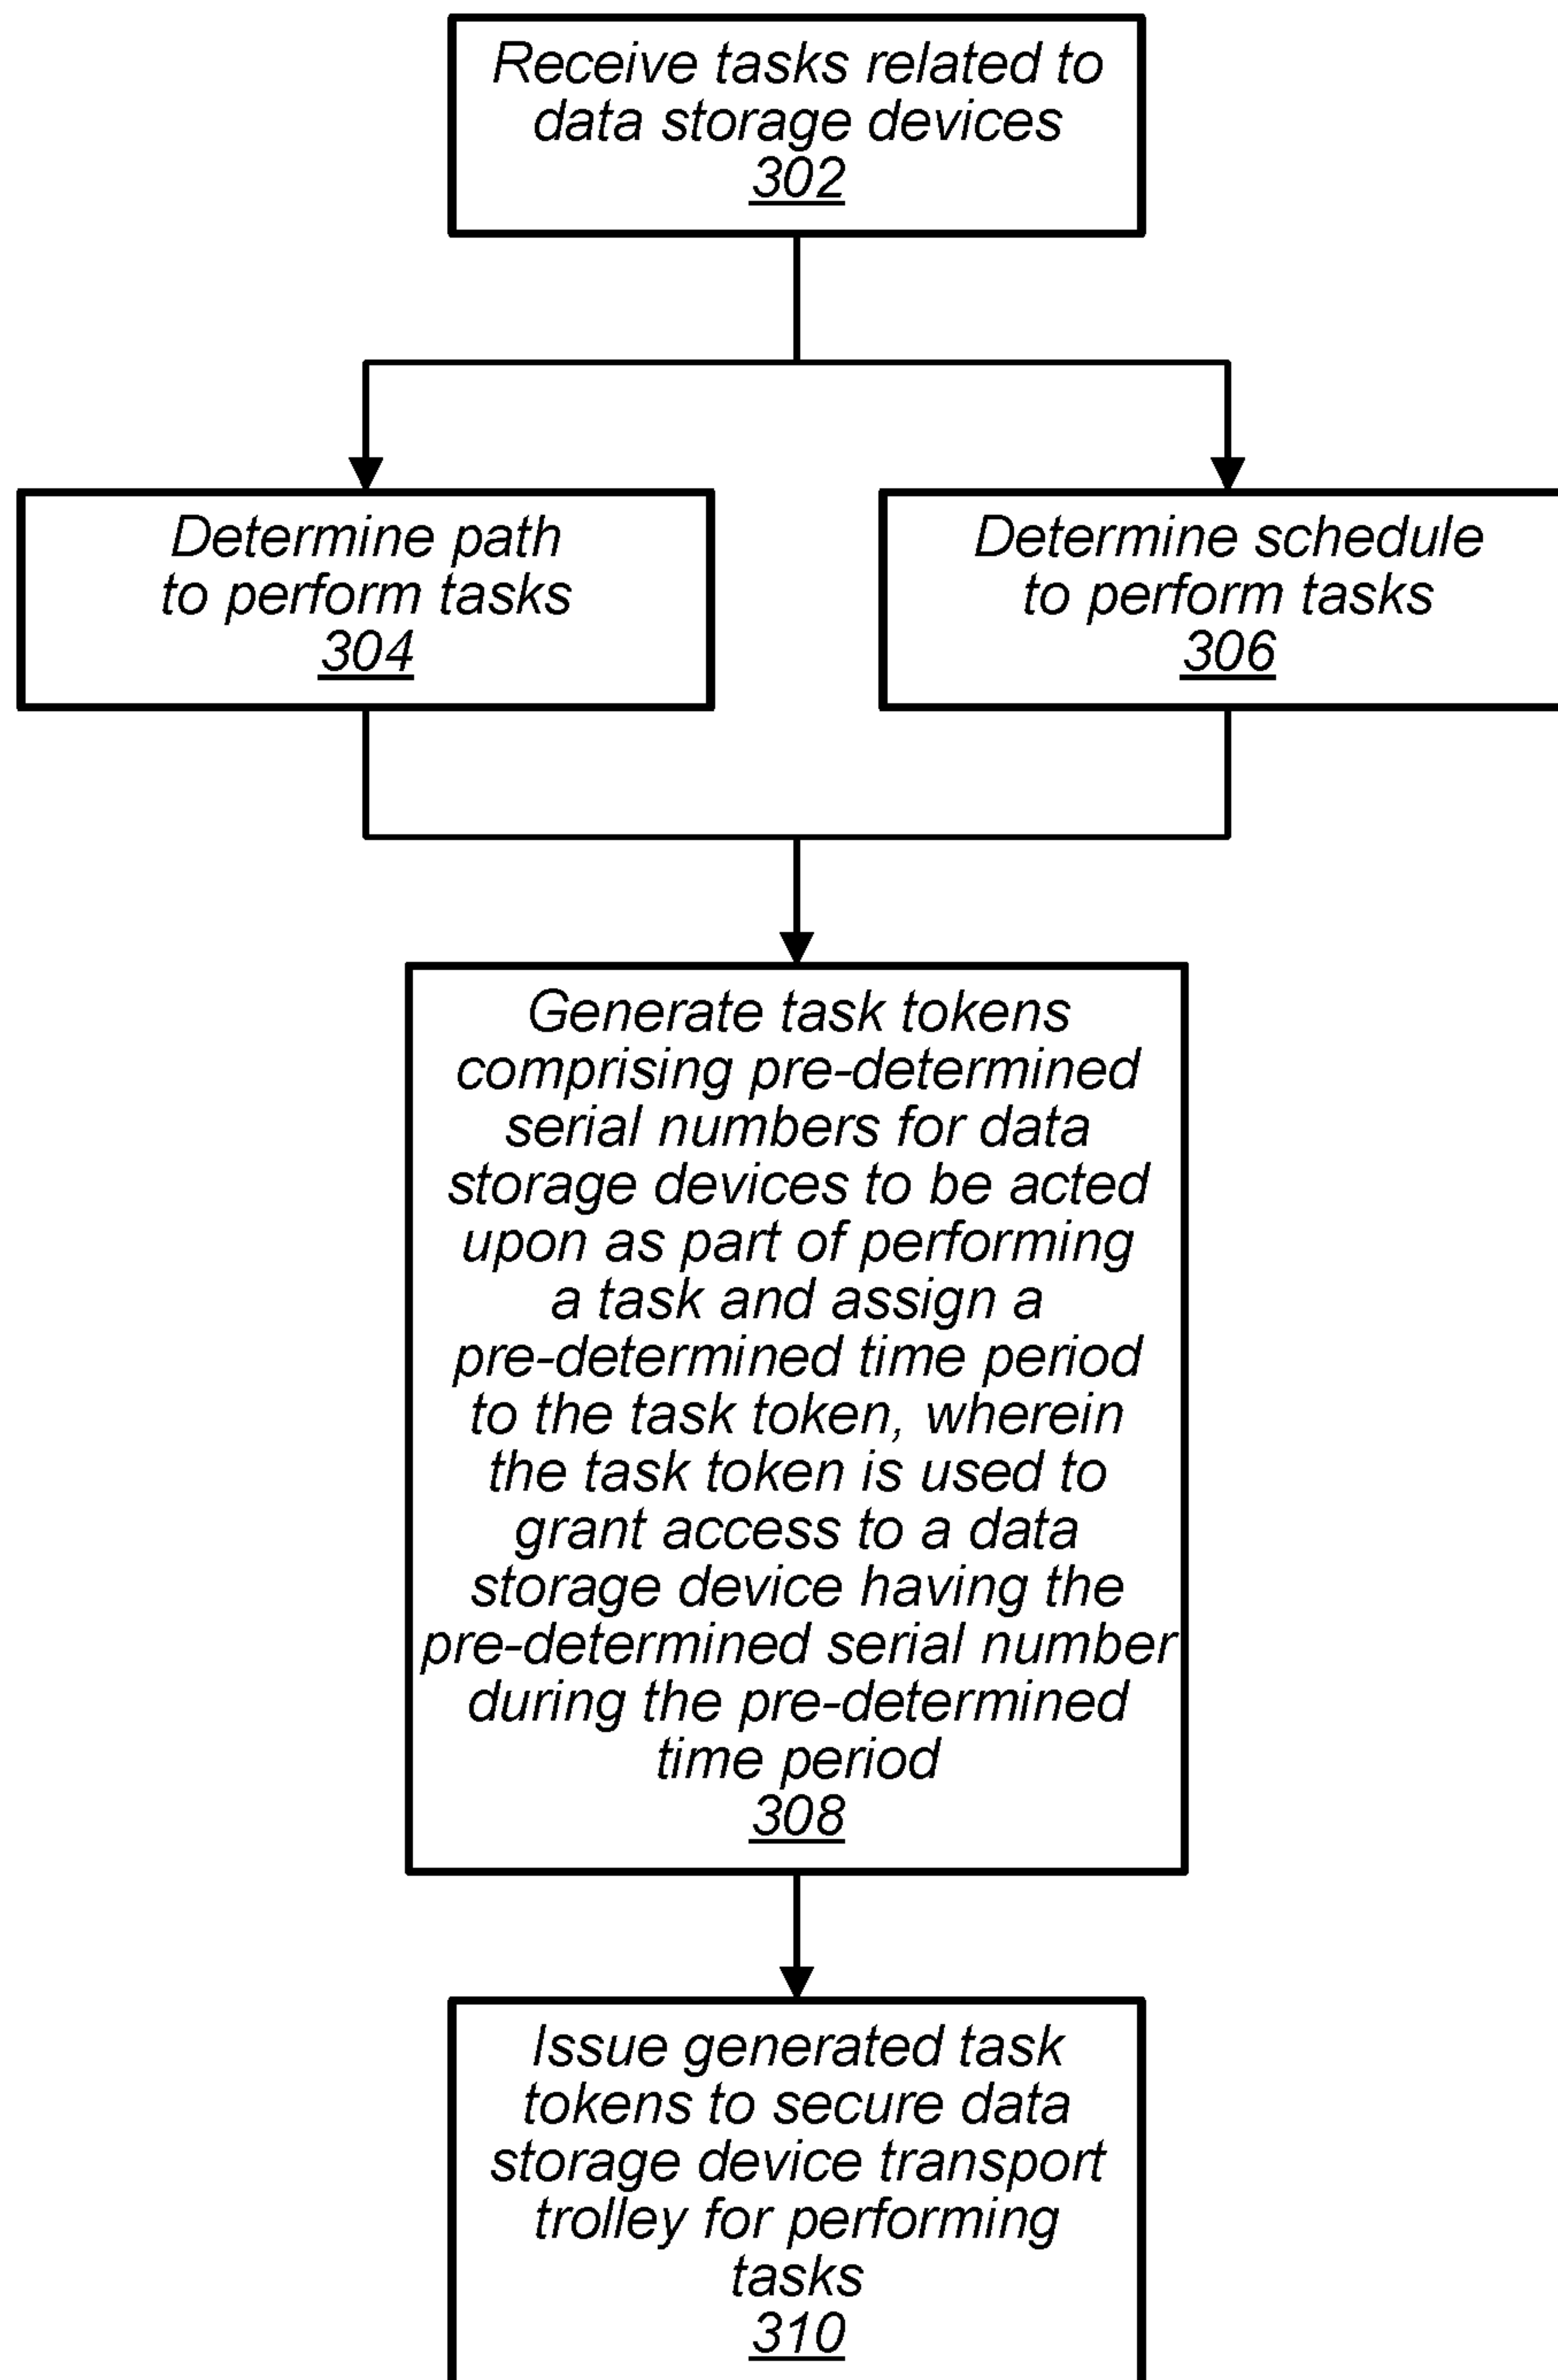 Receive tasks related to
data storage devices
302
Determine path
to perform tasks
304
Determine schedule
to perform tasks
306
Generate task tokens
comprising pre-determined
serial numbers for data
storage devices to be acted
upon as part of performing
a task and assign a
pre-determined time period
to the task token, wherein
the task token is used to
grant access to a data
storage device having the
pre-determined serial number
during the pre-determined
time period
308
Issue generated task
tokens to secure data
storage device transport
trolley for performing
tasks
310